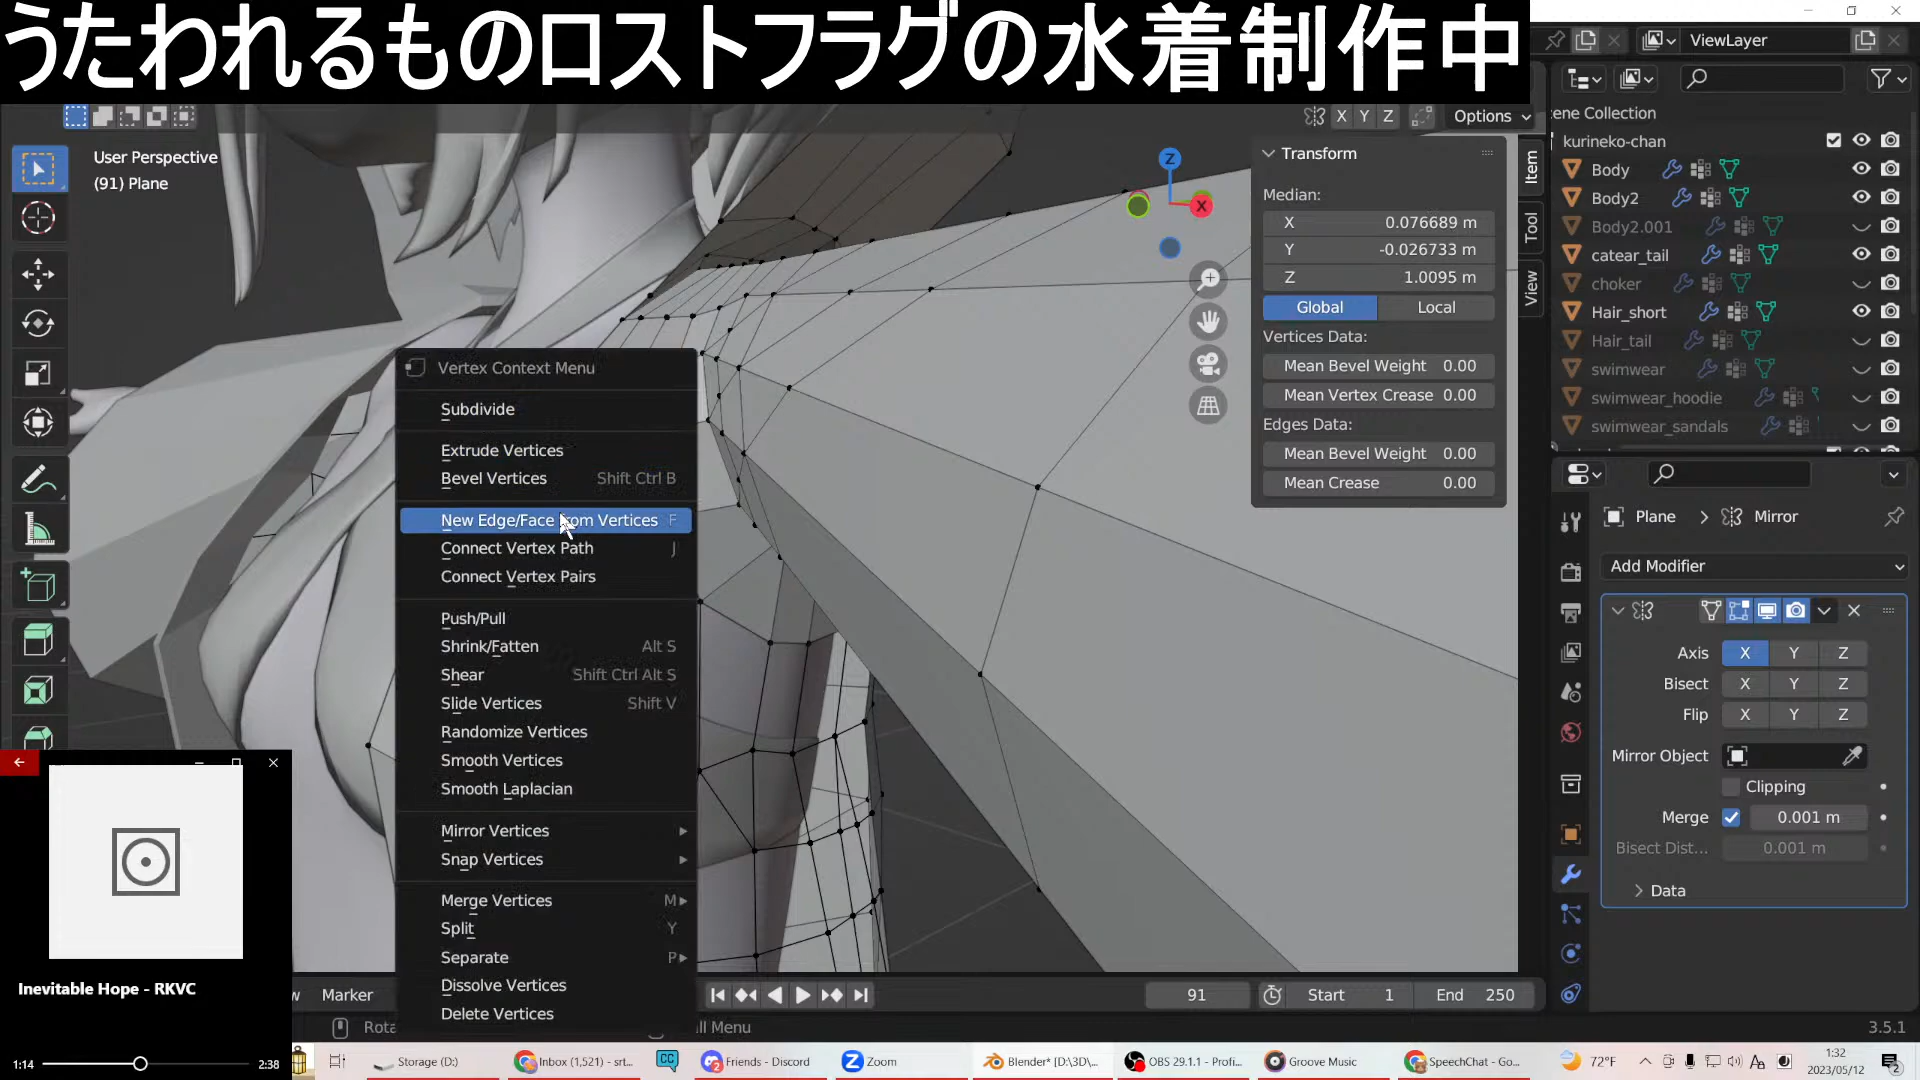 うたわれるものロストフラグの水着制作中
ViewLayer
X Y Z Options
User Perspective
(91) Plane
Transform
Median:
X 0.076689 m
Y -0.026733 m
Z 1.0095 m
Global Local
Vertices Data:
Mean Bevel Weight 0.00
Mean Vertex Crease 0.00
Edges Data:
Mean Bevel Weight 0.00
Mean Crease 0.00
Z
X
Item
Tool
View
ene Collection
kurineko-chan
Body
Body2
Body2.001
catear_tail
choker
Hair_short
Hair_tail
swimwear
swimwear_hoodie
swimwear_sandals
Plane > Mirror
Add Modifier
Axis X Y Z
Bisect X Y Z
Flip X Y Z
Mirror Object
Clipping
Merge 0.001 m
Bisect Dist... 0.001 m
Data
Vertex Context Menu
Subdivide
Extrude Vertices
Bevel Vertices Shift Ctrl B
New Edge/Face from Vertices F
Connect Vertex Path J
Connect Vertex Pairs
Push/Pull
Shrink/Fatten Alt S
Shear Shift Ctrl Alt S
Slide Vertices Shift V
Randomize Vertices
Smooth Vertices
Smooth Laplacian
Mirror Vertices
Snap Vertices
Merge Vertices M
Split Y
Separate P
Dissolve Vertices
Delete Vertices
Inevitable Hope - RKVC
1:14 2:38
w Marker
91 Start 1 End 250
Rota
ll Menu
3.5.1
Storage (D:)
Inbox (1,521) - srt...
CC
Friends - Discord
Zoom
Blender* [D:\3D\...
OBS 29.1.1 - Profi...
Groove Music
SpeechChat - Go...
72°F
1:32
2023/05/12
2